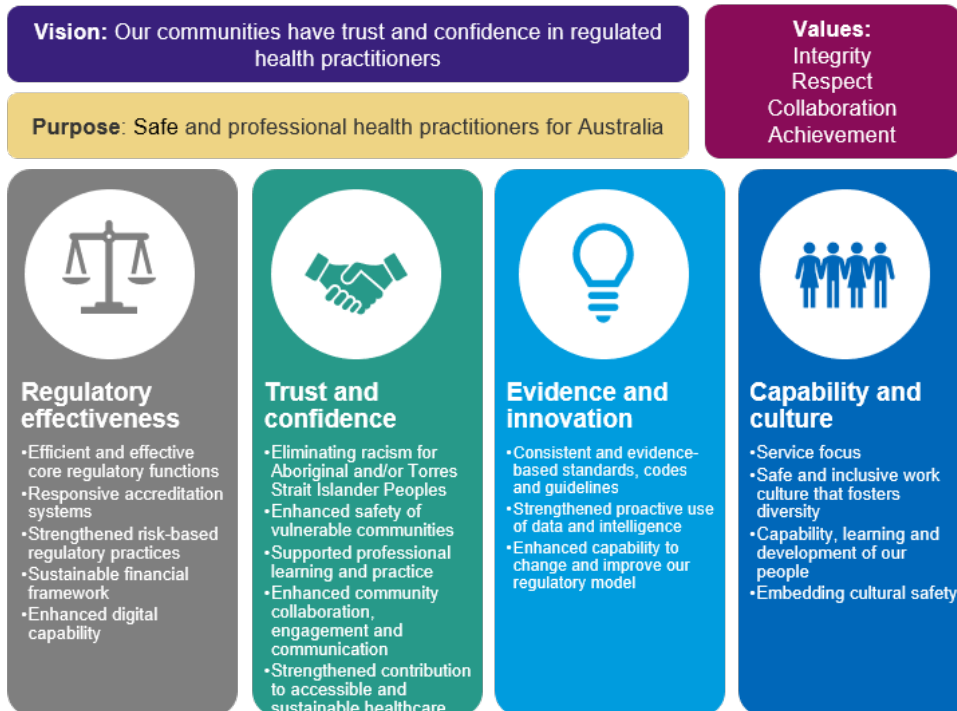 Vision: Our communities have trust and confidence in regulated
health practitioners
Purpose: Safe and professional health practitioners for Australia
Values:
Integrity
Respect
Collaboration
Achievement
Regulatory
effectiveness
•Efficient and effective
core regulatory functions
•Responsive accreditation
systems
•Strengthened risk-based
regulatory practices
•Sustainable financial
framework
•Enhanced digital
capability
Trust and
confidence
•Eliminating racism for
Aboriginal and/or Torres
Strait Islander Peoples
•Enhanced safety of
vulnerable communities
•Supported professional
learning and practice
•Enhanced community
collaboration,
engagement and
communication
•Strengthened contribution
to accessible and
sustainable healthcare
Evidence and
innovation
•Consistent and evidence-
based standards, codes
and guidelines
•Strengthened proactive use
of data and intelligence
•Enhanced capability to
change and improve our
regulatory model
Capability and
culture
•Service focus
•Safe and inclusive work
culture that fosters
diversity
•Capability, learning and
development of our
people
•Embedding cultural safety